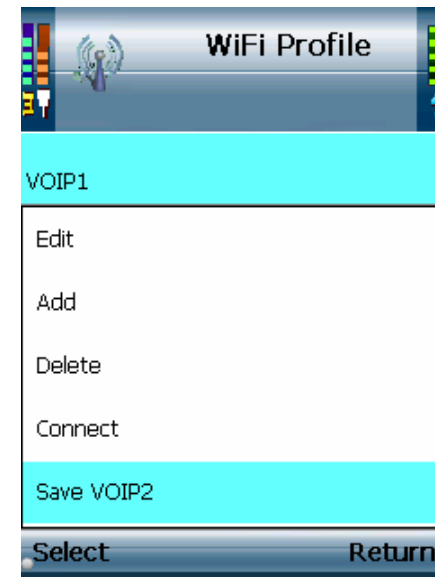 WiFi Profile
VOIP1
Edit
Add
Delete
Connect
Save VOIP2
Select Return